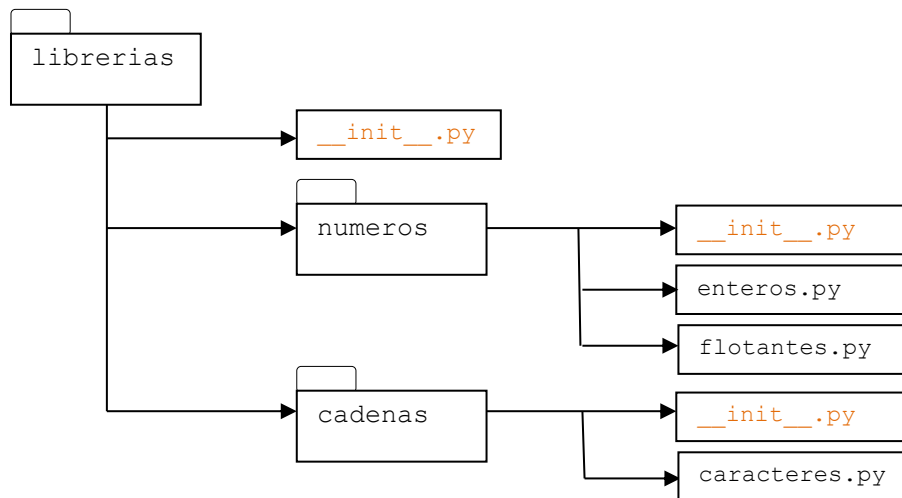 librerias
__init__.py
numeros
__init__.py
enteros.py
flotantes.py
cadenas
__init__.py
caracteres.py